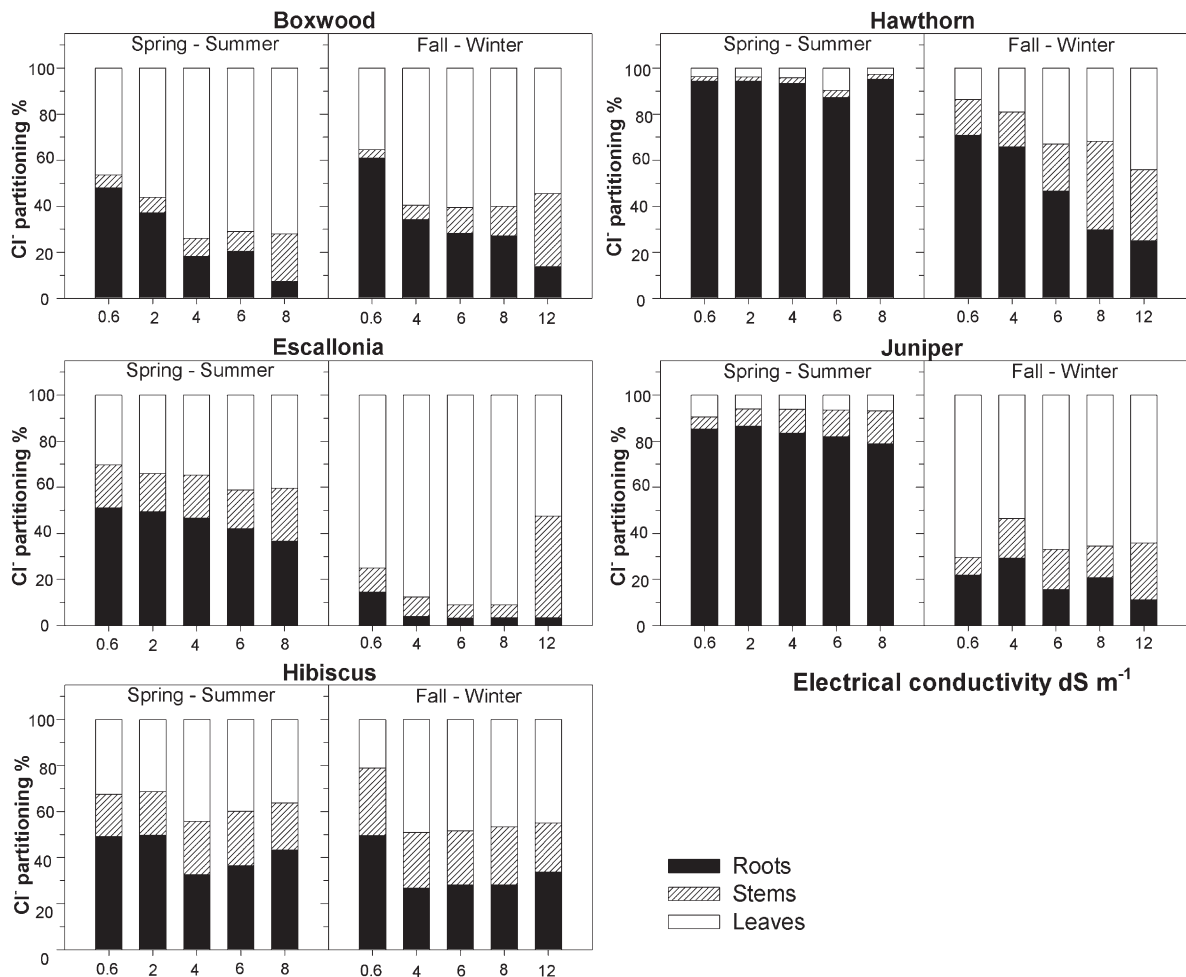 Boxwood
Spring - Summer
Fall - Winter
Cl- partitioning %
100
80
60
40
20
0
0.6 2 4 6 8
0.6 4 6 8 12
Hawthorn
Spring - Summer
Fall - Winter
Cl- partitioning %
100
80
60
40
20
0
0.6 2 4 6 8
0.6 4 6 8 12
Escallonia
Spring - Summer
Cl- partitioning %
100
80
60
40
20
0
0.6 2 4 6 8
0.6 4 6 8 12
Juniper
Spring - Summer
Fall - Winter
Cl- partitioning %
100
80
60
40
20
0
0.6 2 4 6 8
0.6 4 6 8 12
Hibiscus
Spring - Summer
Fall - Winter
Cl- partitioning %
100
80
60
40
20
0
0.6 2 4 6 8
0.6 4 6 8 12
Electrical conductivity dS m-1
Roots
Stems
Leaves